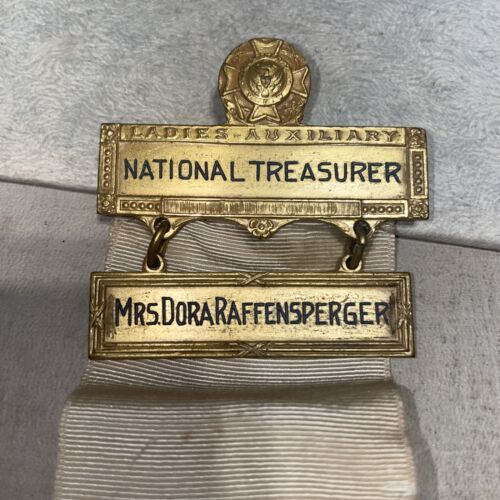 LADIES-AUXILIARY
NATIONAL TREASURER
MRS. DORA RAFFENSPERGER